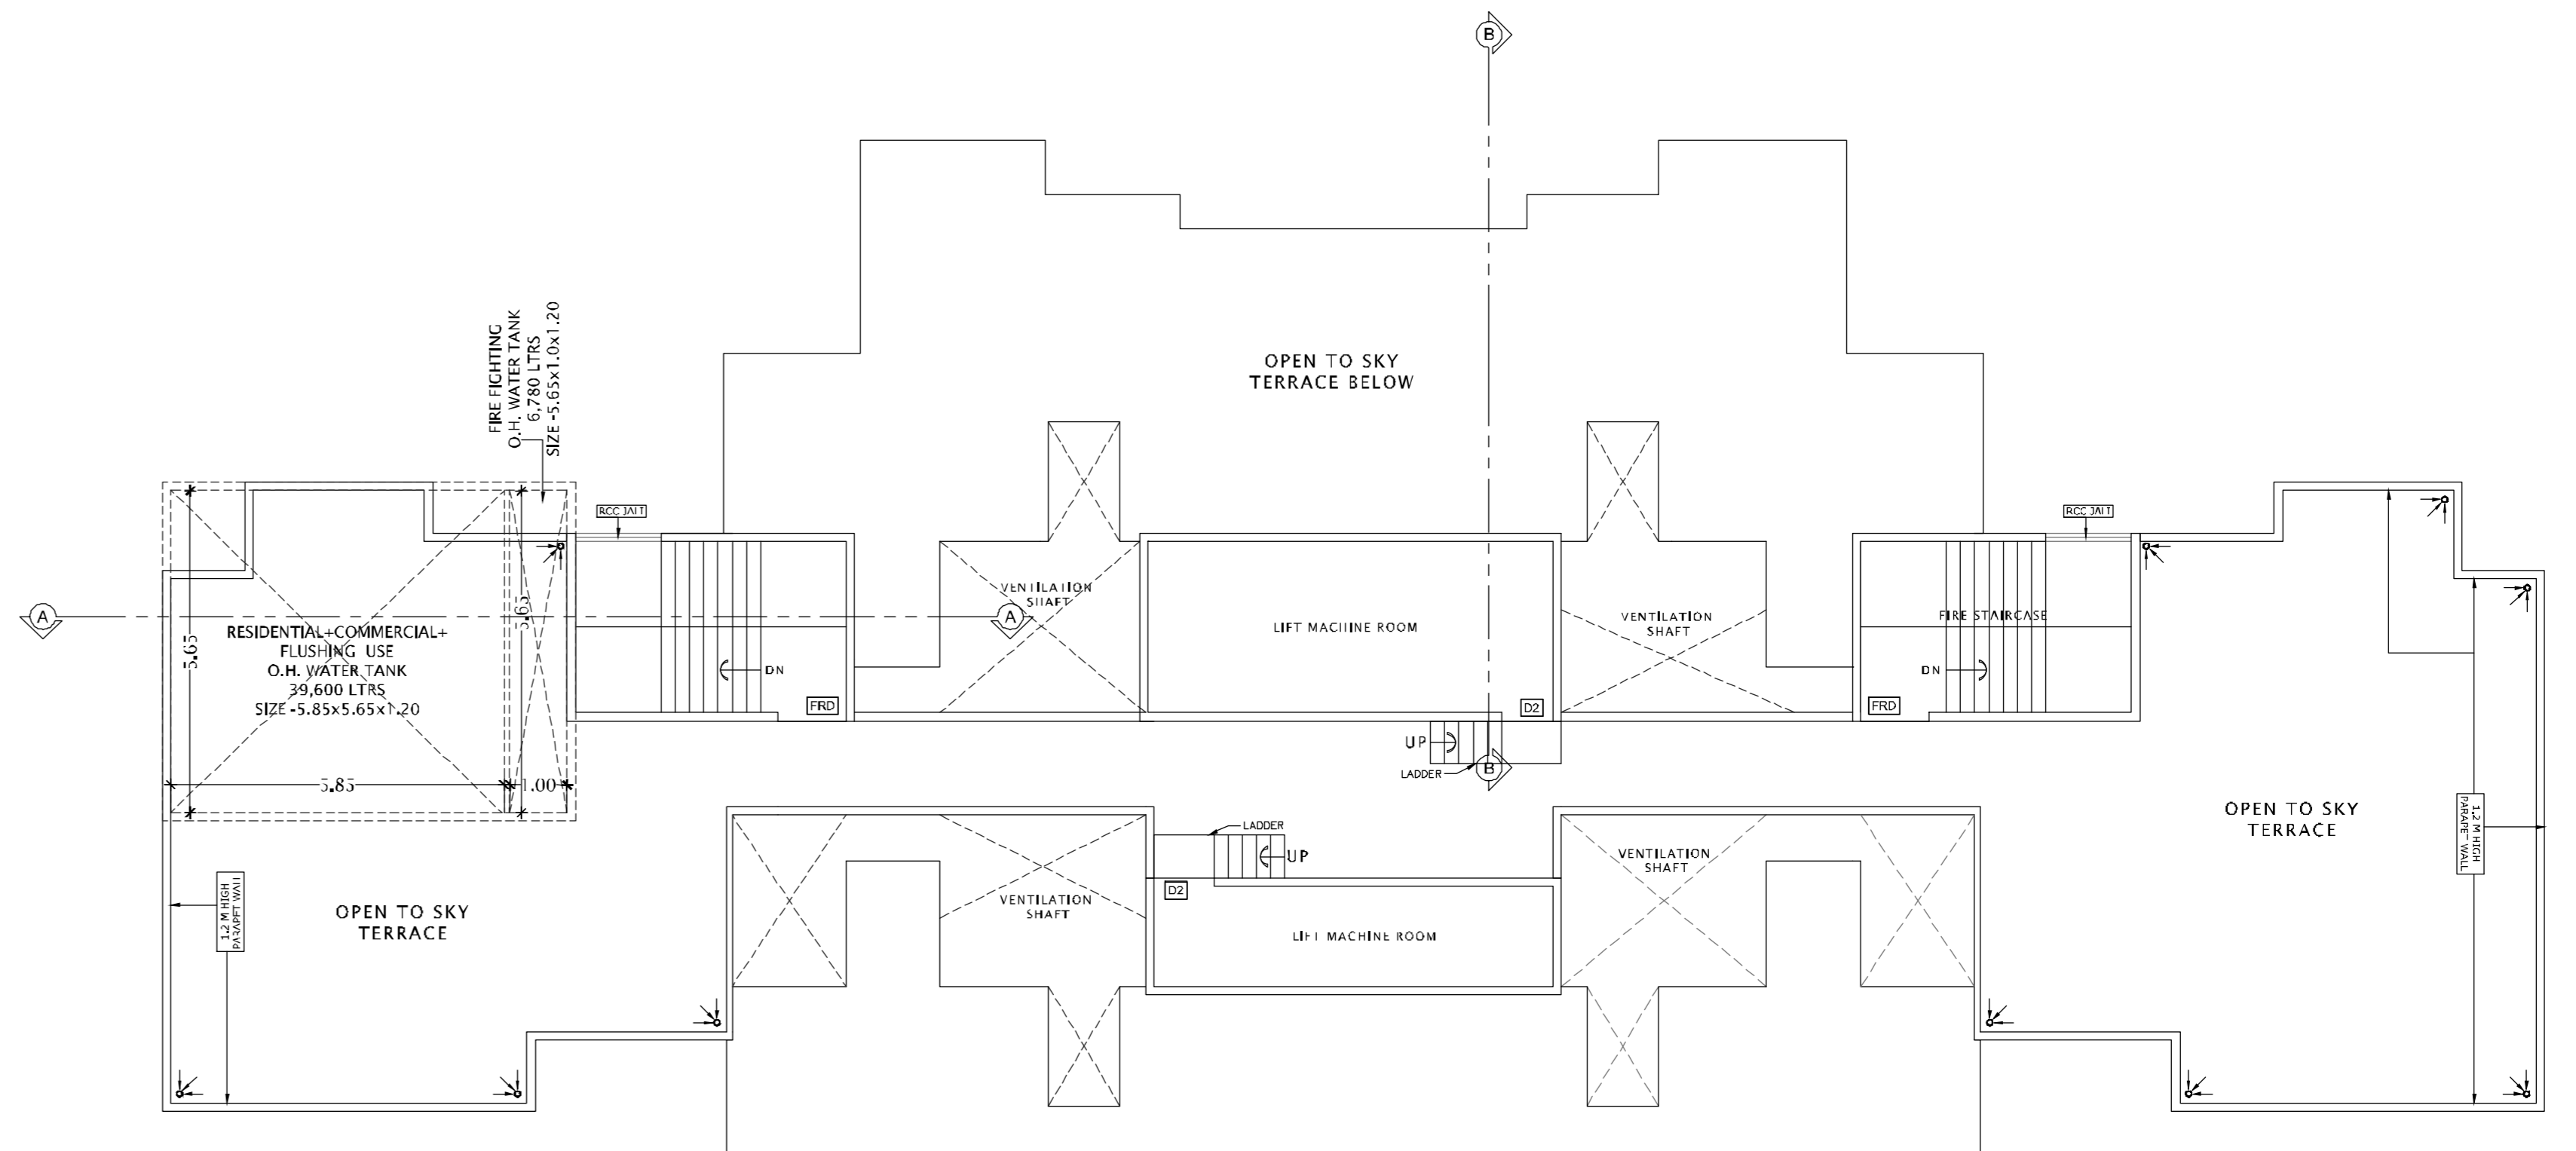 B
FIRE FIGHTING
O.H. WATER TANK
6,780 LTRS
SIZE -5.65x1.0x1.20
OPEN TO SKY
TERRACE BELOW
RCC JALI
RCC JALI
5.65
5.65
A
A
RESIDENTIAL+COMMERCIAL+
FLUSHING USE
O.H. WATER TANK
39,600 LTRS
SIZE -5.85x5.65x1.20
VENTILATION
SHAFT
LIFT MACHINE ROOM
VENTILATION
SHAFT
FIRE STAIRCASE
DN
DN
FRD
D2
FRD
UP
LADDER
B
5.85
1.00
OPEN TO SKY
TERRACE
1.2 M HIGH
PARAPET WALL
LADDER
UP
VENTILATION
SHAFT
D2
1.2 M HIGH
PARAPET WALL
OPEN TO SKY
TERRACE
VENTILATION
SHAFT
LIFT MACHINE ROOM